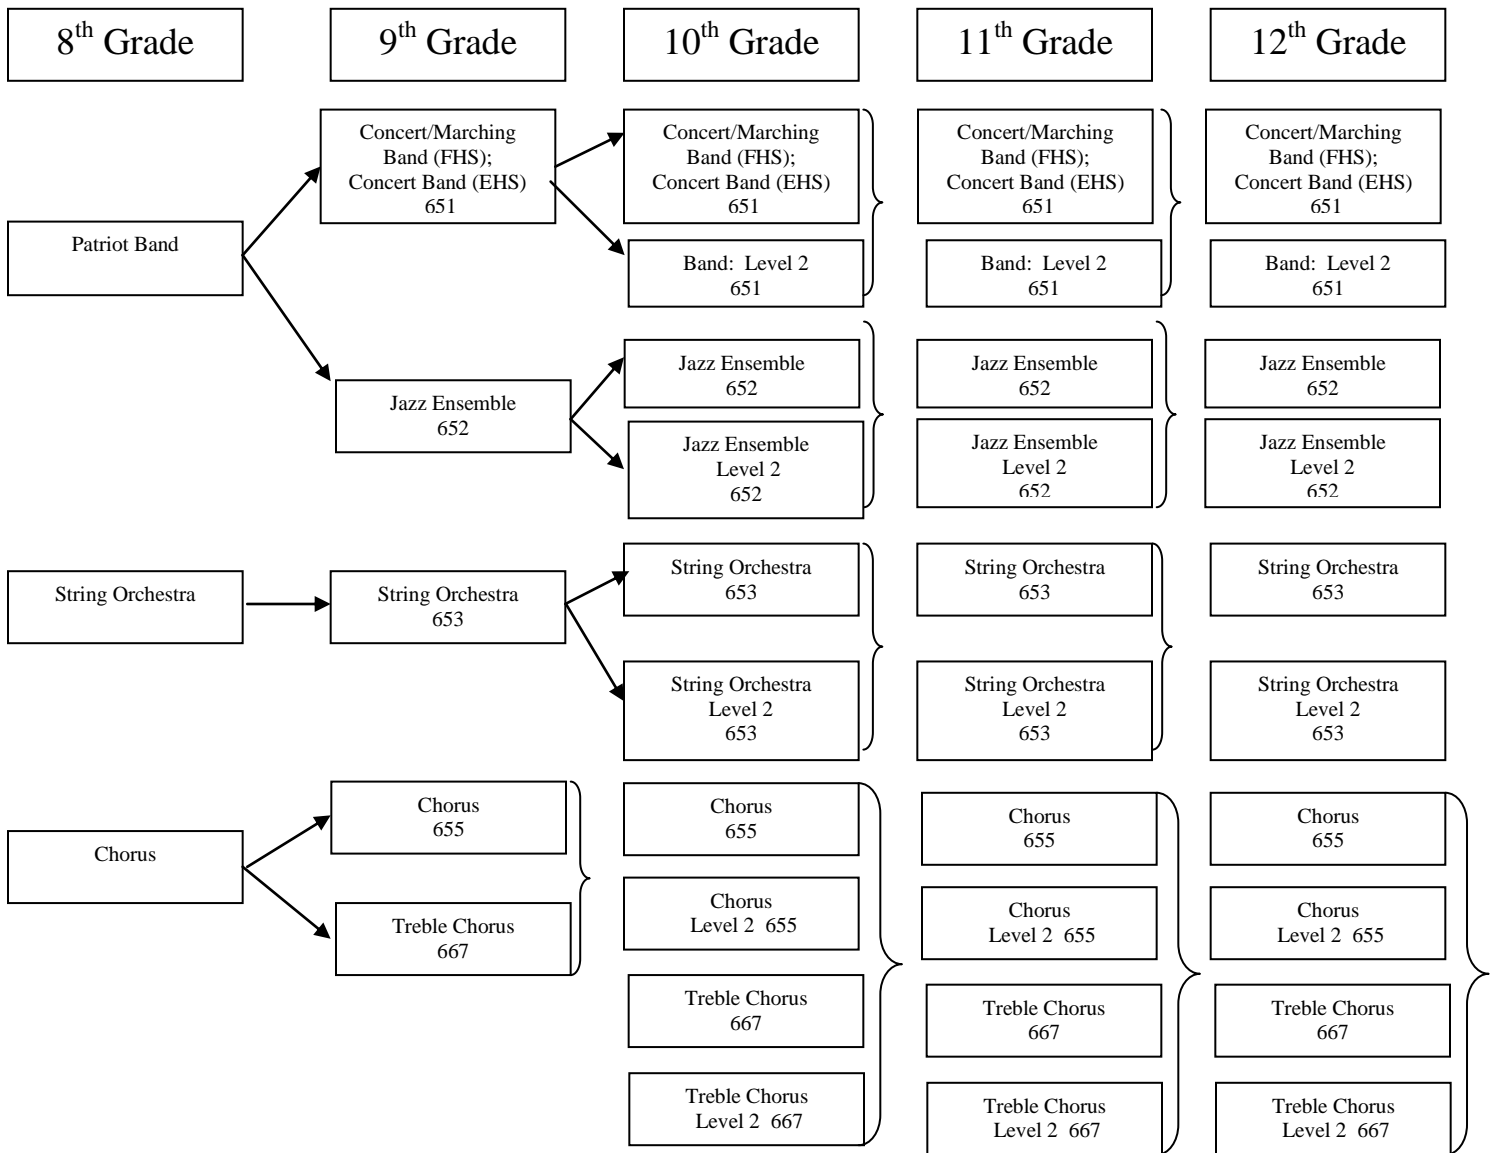 8th Grade
9th Grade
10th Grade
11th Grade
12th Grade
Patriot Band
Concert/Marching
Band (FHS);
Concert Band (EHS)
651
Concert/Marching
Band (FHS);
Concert Band (EHS)
651
Concert/Marching
Band (FHS);
Concert Band (EHS)
651
Concert/Marching
Band (FHS);
Concert Band (EHS)
651
Band: Level 2
651
Band: Level 2
651
Band: Level 2
651
Jazz Ensemble
652
Jazz Ensemble
652
Jazz Ensemble
652
Jazz Ensemble
652
Jazz Ensemble
Level 2
652
Jazz Ensemble
Level 2
652
Jazz Ensemble
Level 2
652
String Orchestra
String Orchestra
653
String Orchestra
653
String Orchestra
653
String Orchestra
653
String Orchestra
Level 2
653
String Orchestra
Level 2
653
String Orchestra
Level 2
653
Chorus
Chorus
655
Treble Chorus
667
Chorus
655
Chorus
655
Chorus
655
Chorus
Level 2 655
Chorus
Level 2 655
Chorus
Level 2 655
Treble Chorus
667
Treble Chorus
667
Treble Chorus
667
Treble Chorus
Level 2 667
Treble Chorus
Level 2 667
Treble Chorus
Level 2 667